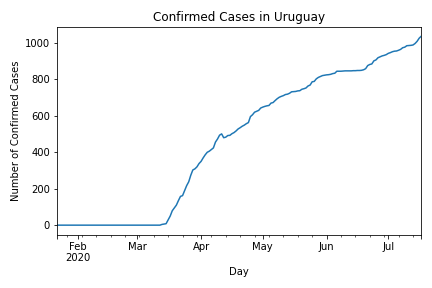 Confirmed Cases in Uruguay
Number of Confirmed Cases
1000
800
600
400
200
0
Feb Mar Apr May Jun Jul
2020
Day